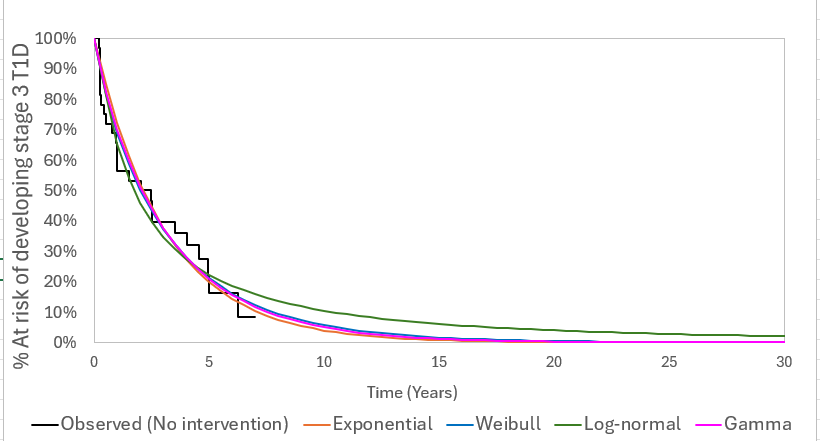 % At risk of developing stage 3 T1D
100%
90%
80%
70%
60%
50%
40%
30%
20%
10%
0%
0 5 10 15 20 25 30
Time (Years)
Observed (No intervention) Exponential Weibull Log-normal Gamma